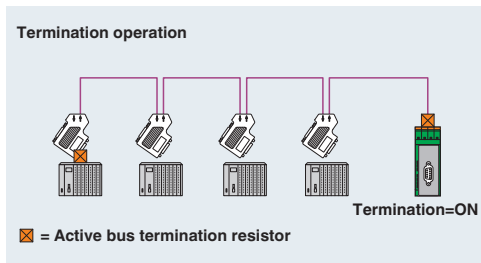 Termination operation
Termination=ON
= Active bus termination resistor